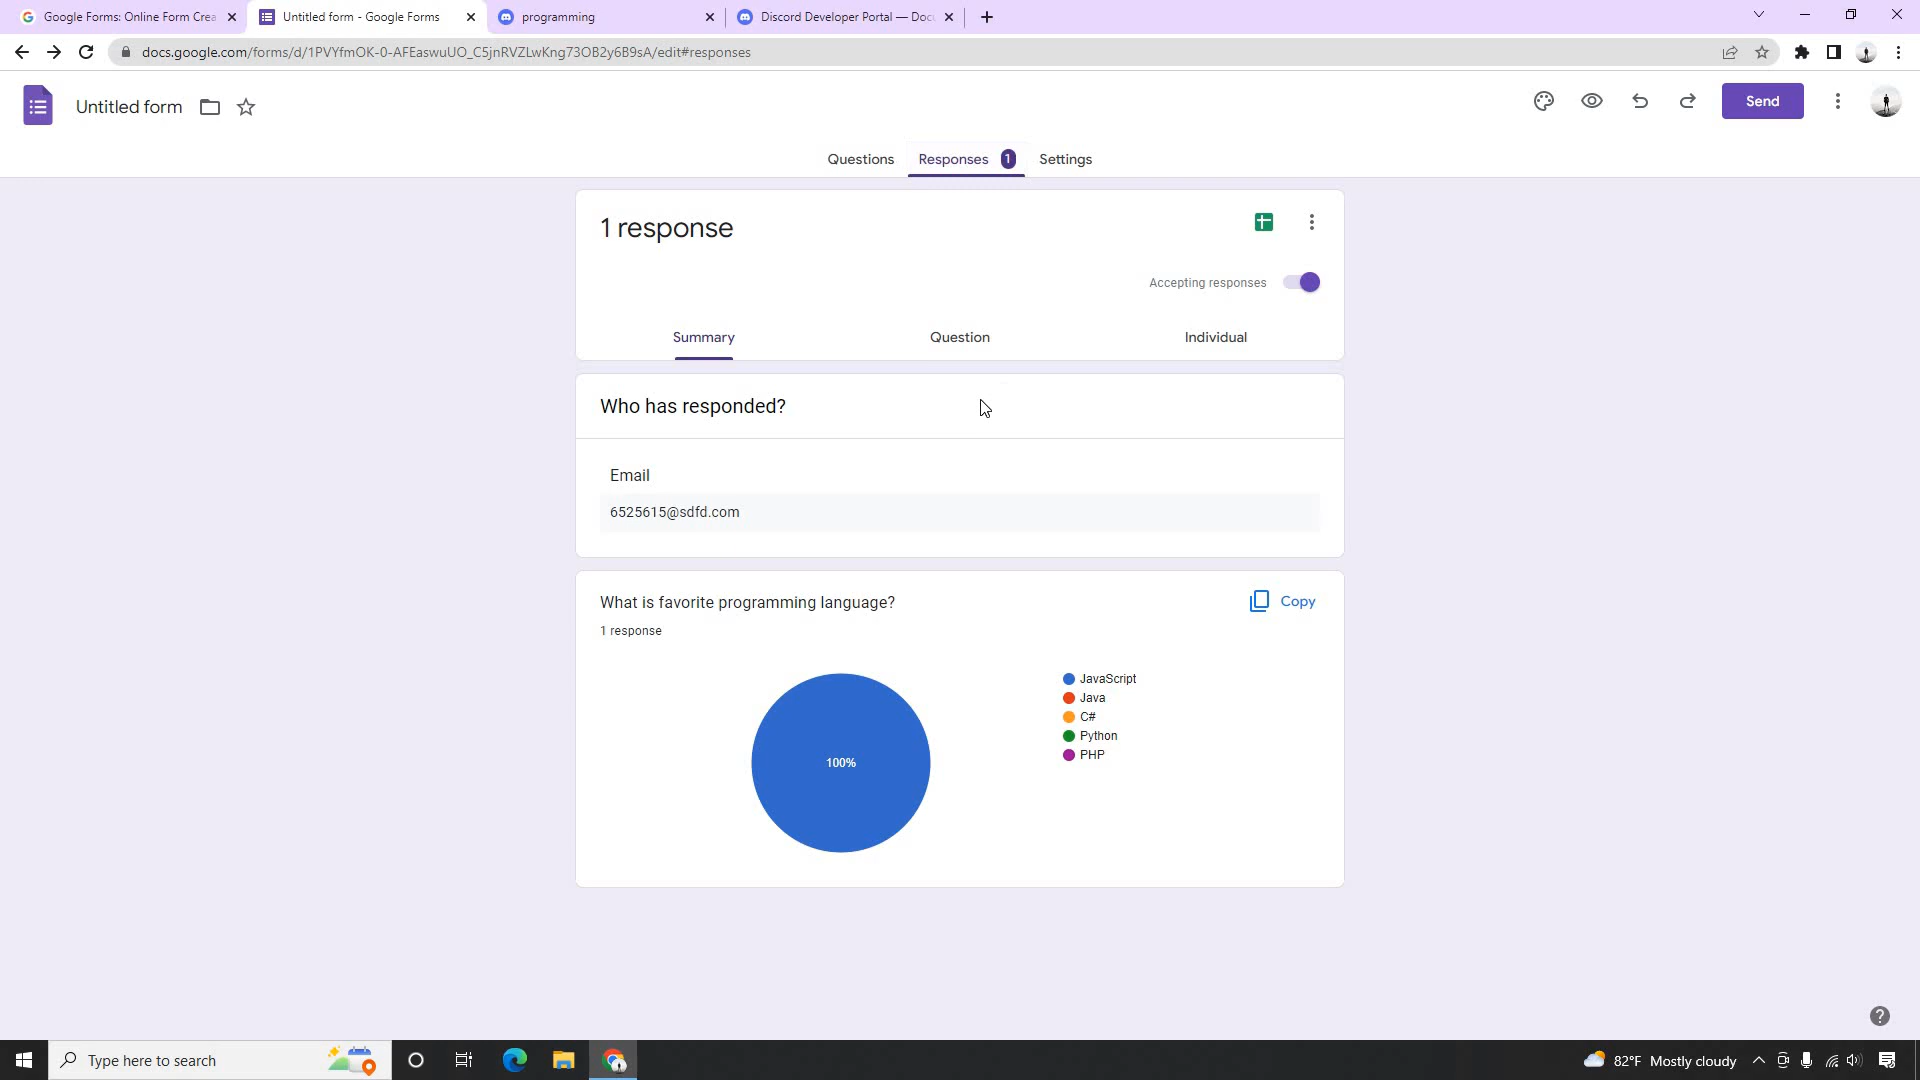 Google Forms: Online Form Crea
Untitled form - Google Forms
programming
Discord Developer Portal — Docu
docs.google.com/forms/d/1PVYfmOK-0-AFEaswuUO_C5jnRVZLwKng73OB2y6B9sA/edit#responses
Untitled form
Send
Questions
Responses 1
Settings
1 response
Accepting responses
Summary
Question
Individual
Who has responded?
Email
6525615@sdfd.com
What is favorite programming language?
Copy
1 response
100%
JavaScript
Java
C#
Python
PHP
Type here to search
82°F Mostly cloudy